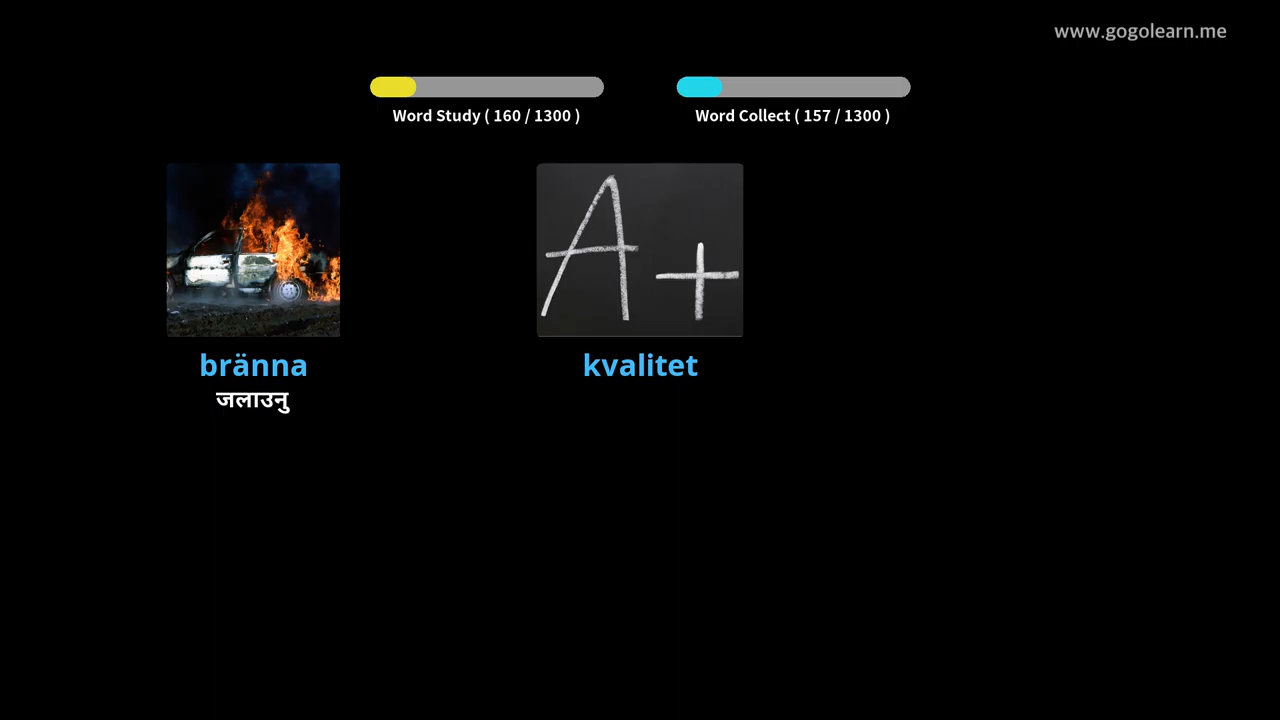 www.gogolearn.me
Word Study ( 160 / 1300 )
Word Collect ( 157 / 1300 )
A+
bränna
kvalitet
जलाउनु